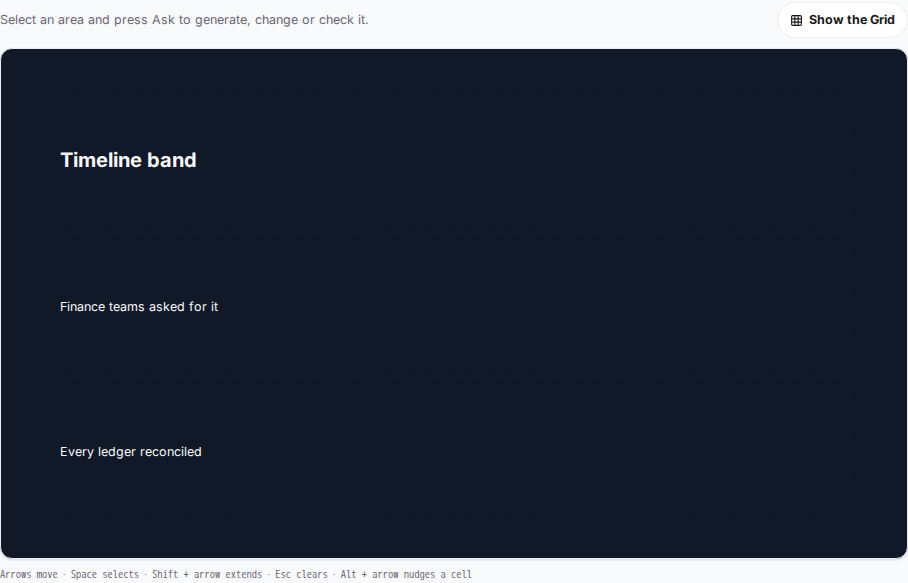 Select an area and press Ask to generate, change or check it.
Show the Grid
Timeline band
Finance teams asked for it
Every ledger reconciled
Arrows move · Space selects · Shift + arrow extends · Esc clears · Alt + arrow nudges a cell